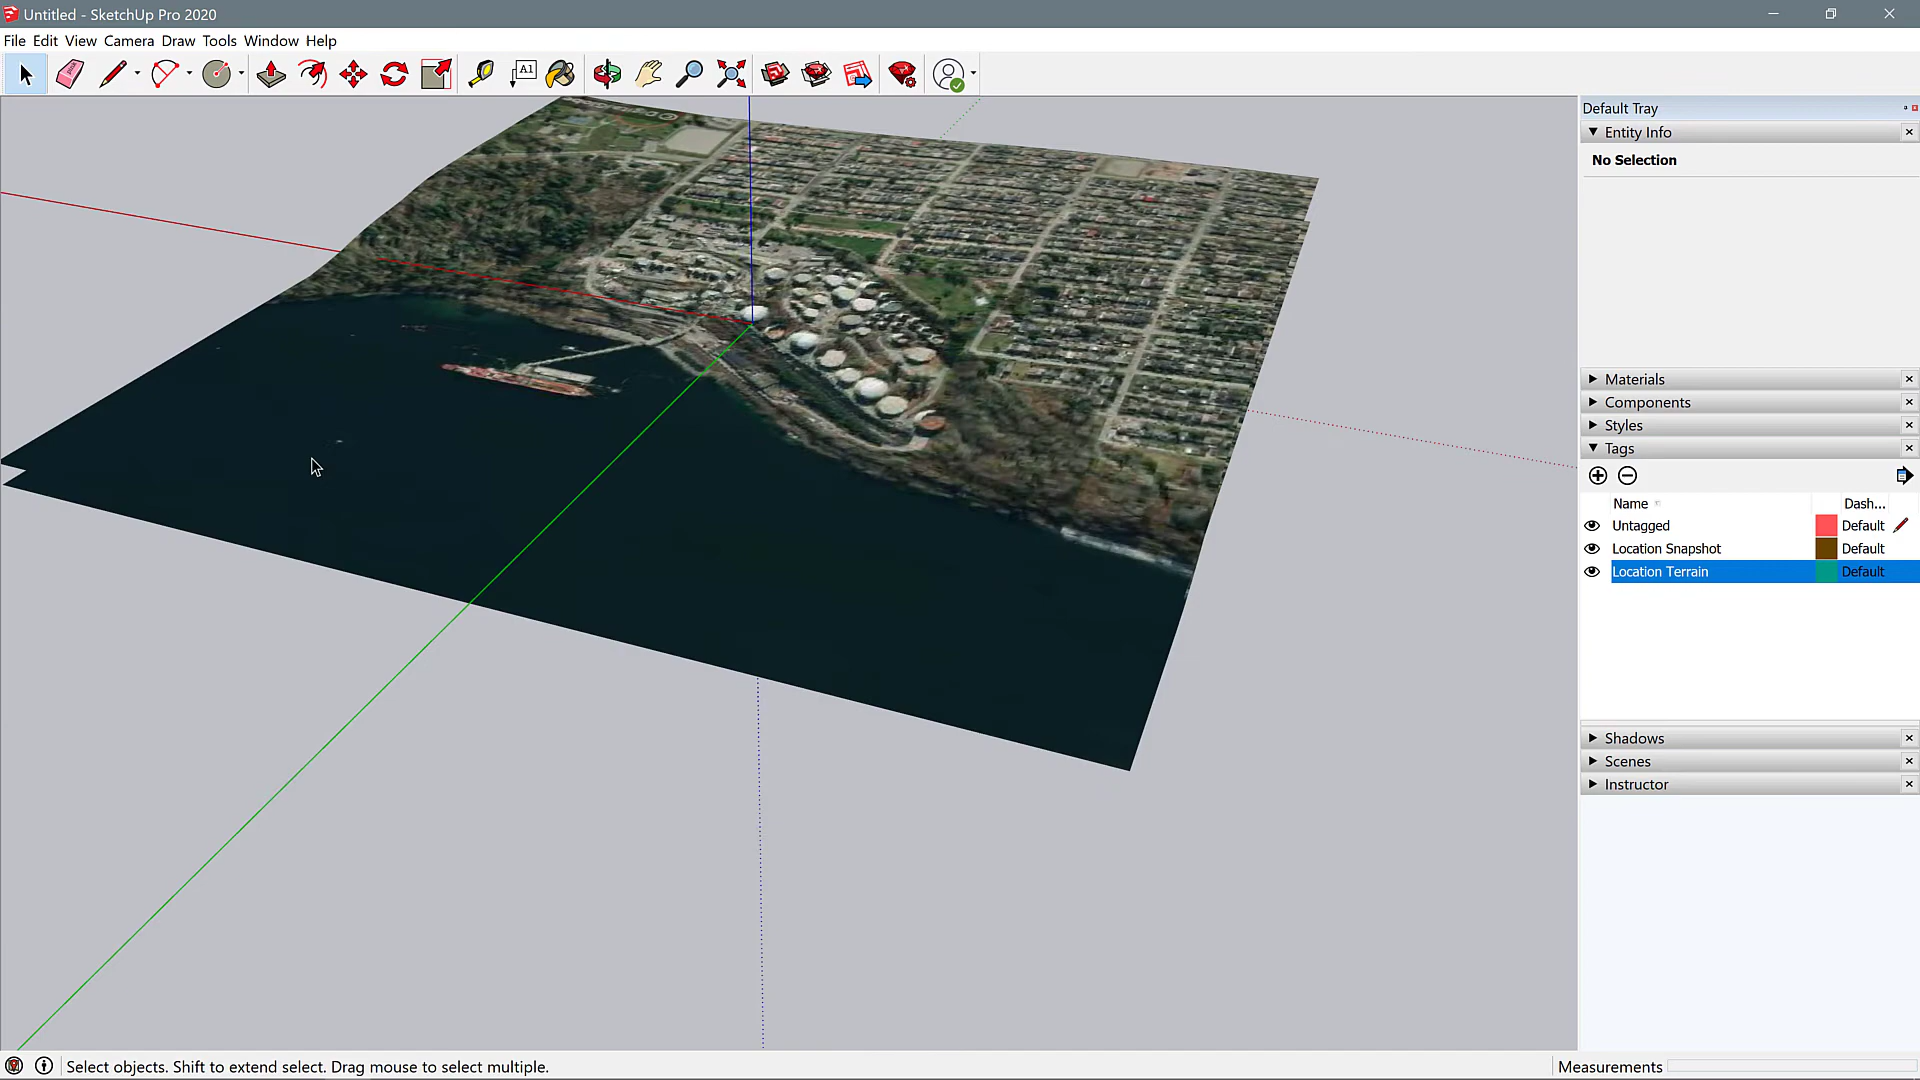 Untitled - SketchUp Pro 2020
File Edit View Camera Draw Tools Window Help
A1
Default Tray
Entity Info
No Selection
Materials
Components
Styles
Tags
Name Dash...
Untagged Default
Location Snapshot Default
Location Terrain Default
Shadows
Scenes
Instructor
Select objects. Shift to extend select. Drag mouse to select multiple.
Measurements